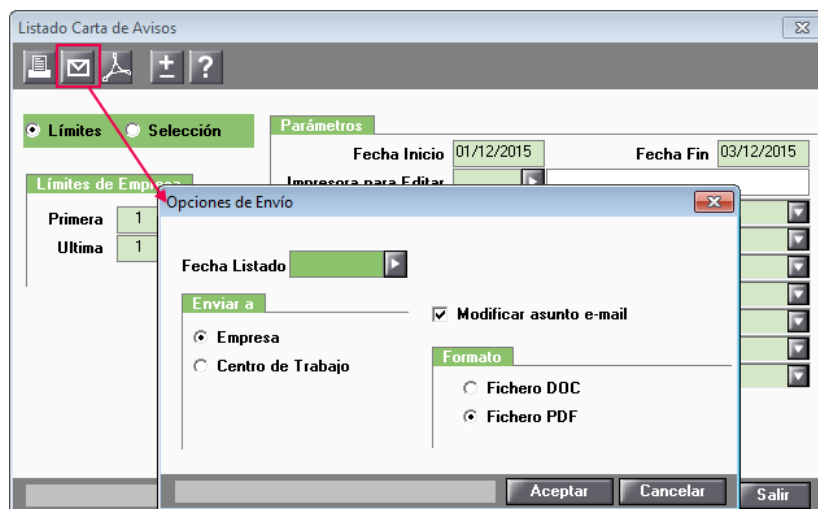 Listado Carta de Avisos
Límites Selección
Parámetros
Fecha Inicio 01/12/2015 Fecha Fin 03/12/2015
Impresora para Editar
Límites de Empresa
Primera 1
Ultima 1
Opciones de Envío
Fecha Listado
Enviar a
Empresa
Centro de Trabajo
Modificar asunto e-mail
Formato
Fichero DOC
Fichero PDF
Aceptar Cancelar
Salir